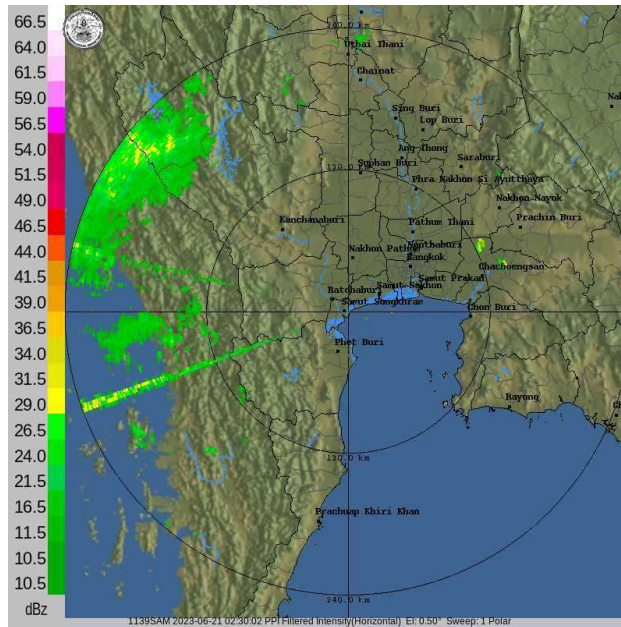 66.5
64.0
61.5
59.0
56.5
54.0
51.5
49.0
46.5
44.0
41.5
39.0
36.5
34.0
31.5
29.0
26.5
24.0
21.5
16.5
11.5
10.5
dBz
240.0 km
Uthai Thani
Chainat
Sing Buri
Lop Buri
Ang Thong
Saraburi
120.0 km
Suphan Buri
Phra Nakhon Si Ayutthaya
Nakhon Nayok
Prachin Buri
Kanchanaburi
Pathum Thani
Nonthaburi
Nakhon Pathom
Bangkok
Chachoengsao
Samut Prakan
Samut Sakhon
Ratchaburi
Samut Songkhram
Chon Buri
Phet Buri
Rayong
120.0 km
Prachuap Khiri Khan
240.0 km
1139SAM 2023-06-21 02:30:02 PPI Filtered Intensity(Horizontal) El: 0.50° Sweep: 1 Polar